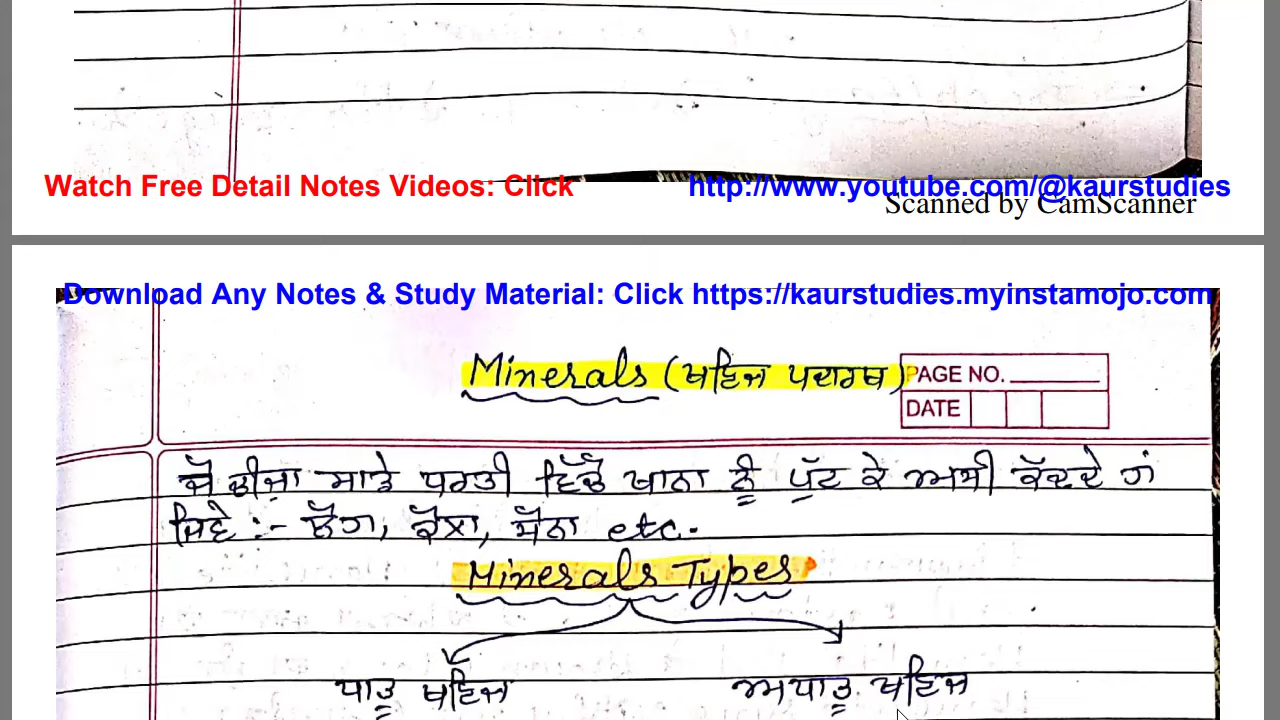 Watch Free Detail Notes Videos: Click http://www.youtube.com/@kaurstudies
Scanned by CamScanner
Download Any Notes & Study Material: Click https://kaurstudies.myinstamojo.com
Minerals (ਖਣਿਜ ਪਦਾਰਥ)
PAGE NO.
DATE
ਜੋ ਚੀਜ਼ਾ ਸਾਡੇ ਧਰਤੀ ਵਿੱਚੋਂ ਖਾਨਾ ਨੂੰ ਪੁੱਟ ਕੇ ਅਸੀ ਕੱਢਦੇ ਹਾਂ
ਜਿਵੇ :- ਲੋਹਾ, ਕੋਲਾ, ਸੋਨਾ etc.
Minerals Types
ਧਾਤੂ ਖਣਿਜ
ਅਧਾਤੂ ਖਣਿਜ